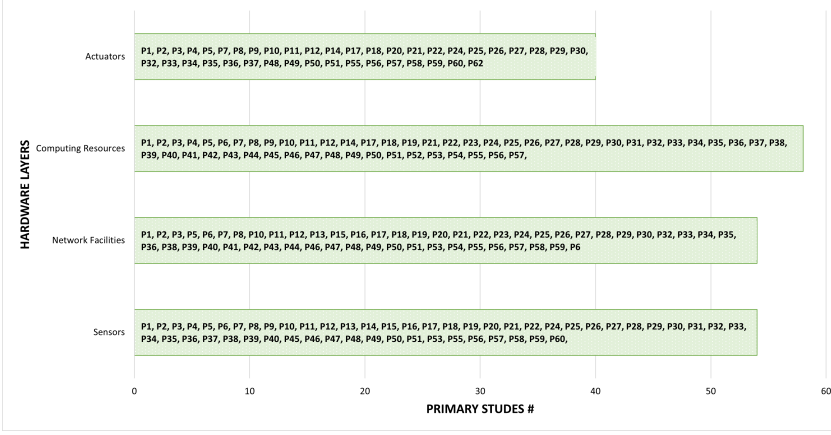 Actuators
P1, P2, P3, P4, P5, P7, P8, P9, P10, P11, P12, P14, P17, P18, P20, P21, P22, P24, P25, P26, P27, P28, P29, P30,
P32, P33, P34, P35, P36, P37, P48, P49, P50, P51, P55, P56, P57, P58, P59, P60, P62
HARDWARE LAYERS
Computing Resources
P1, P2, P3, P4, P5, P6, P7, P8, P9, P10, P11, P12, P14, P17, P18, P19, P21, P22, P23, P24, P25, P26, P27, P28, P29, P30, P31, P32, P33, P34, P35, P36, P37, P38,
P39, P40, P41, P42, P43, P44, P45, P46, P47, P48, P49, P50, P51, P52, P53, P54, P55, P56, P57,
Network Facilities
P1, P2, P3, P5, P6, P7, P8, P10, P11, P12, P13, P15, P16, P17, P18, P19, P20, P21, P22, P23, P24, P25, P26, P27, P28, P29, P30, P32, P33, P34, P35,
P36, P38, P39, P40, P41, P42, P43, P44, P46, P47, P48, P49, P50, P51, P53, P54, P55, P56, P57, P58, P59, P6
Sensors
P1, P2, P3, P4, P5, P6, P7, P8, P9, P10, P11, P12, P13, P14, P15, P16, P17, P18, P19, P20, P21, P22, P24, P25, P26, P27, P28, P29, P30, P31, P32, P33,
P34, P35, P36, P37, P38, P39, P40, P45, P46, P47, P48, P49, P50, P51, P53, P55, P56, P57, P58, P59, P60,
0 10 20 30 40 50 60
PRIMARY STUDES #